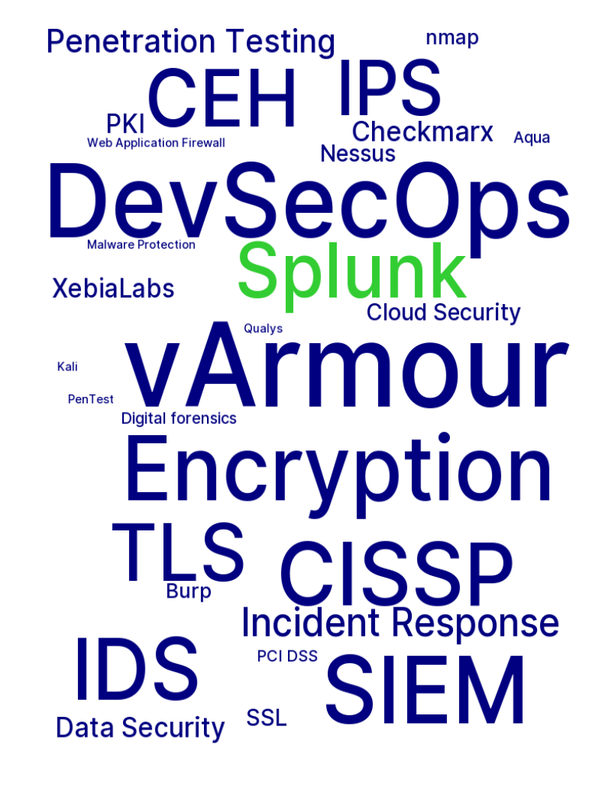 Penetration Testing
nmap
CEH
IPS
PKI
Checkmarx
Aqua
Web Application Firewall
Nessus
DevSecOps
Malware Protection
Splunk
XebiaLabs
Cloud Security
Qualys
vArmour
Kali
PenTest
Digital forensics
Encryption
TLS
CISSP
Burp
Incident Response
IDS
PCI DSS
SIEM
SSL
Data Security